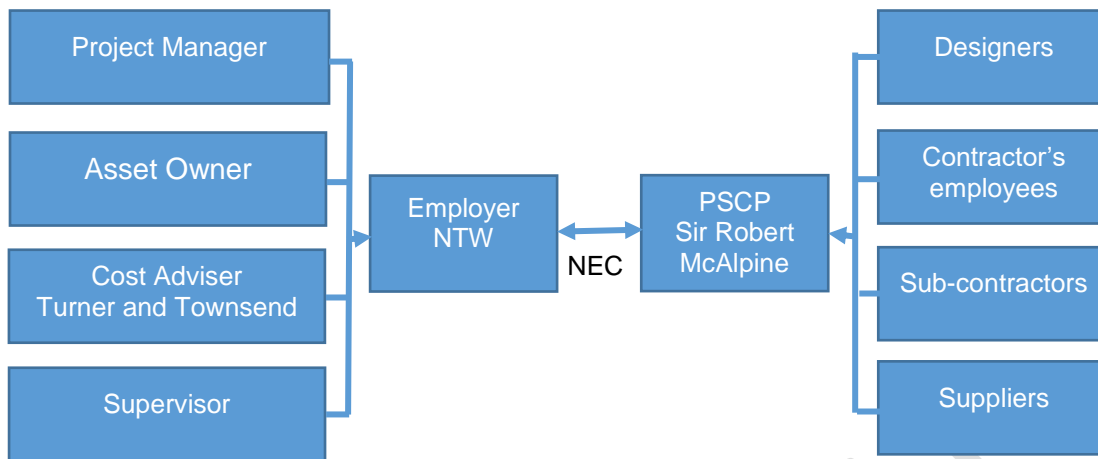 Project Manager
Asset Owner
Cost Adviser
Turner and Townsend
Supervisor
Employer
NTW
NEC
PSCP
Sir Robert
McAlpine
Designers
Contractor’s
employees
Sub-contractors
Suppliers